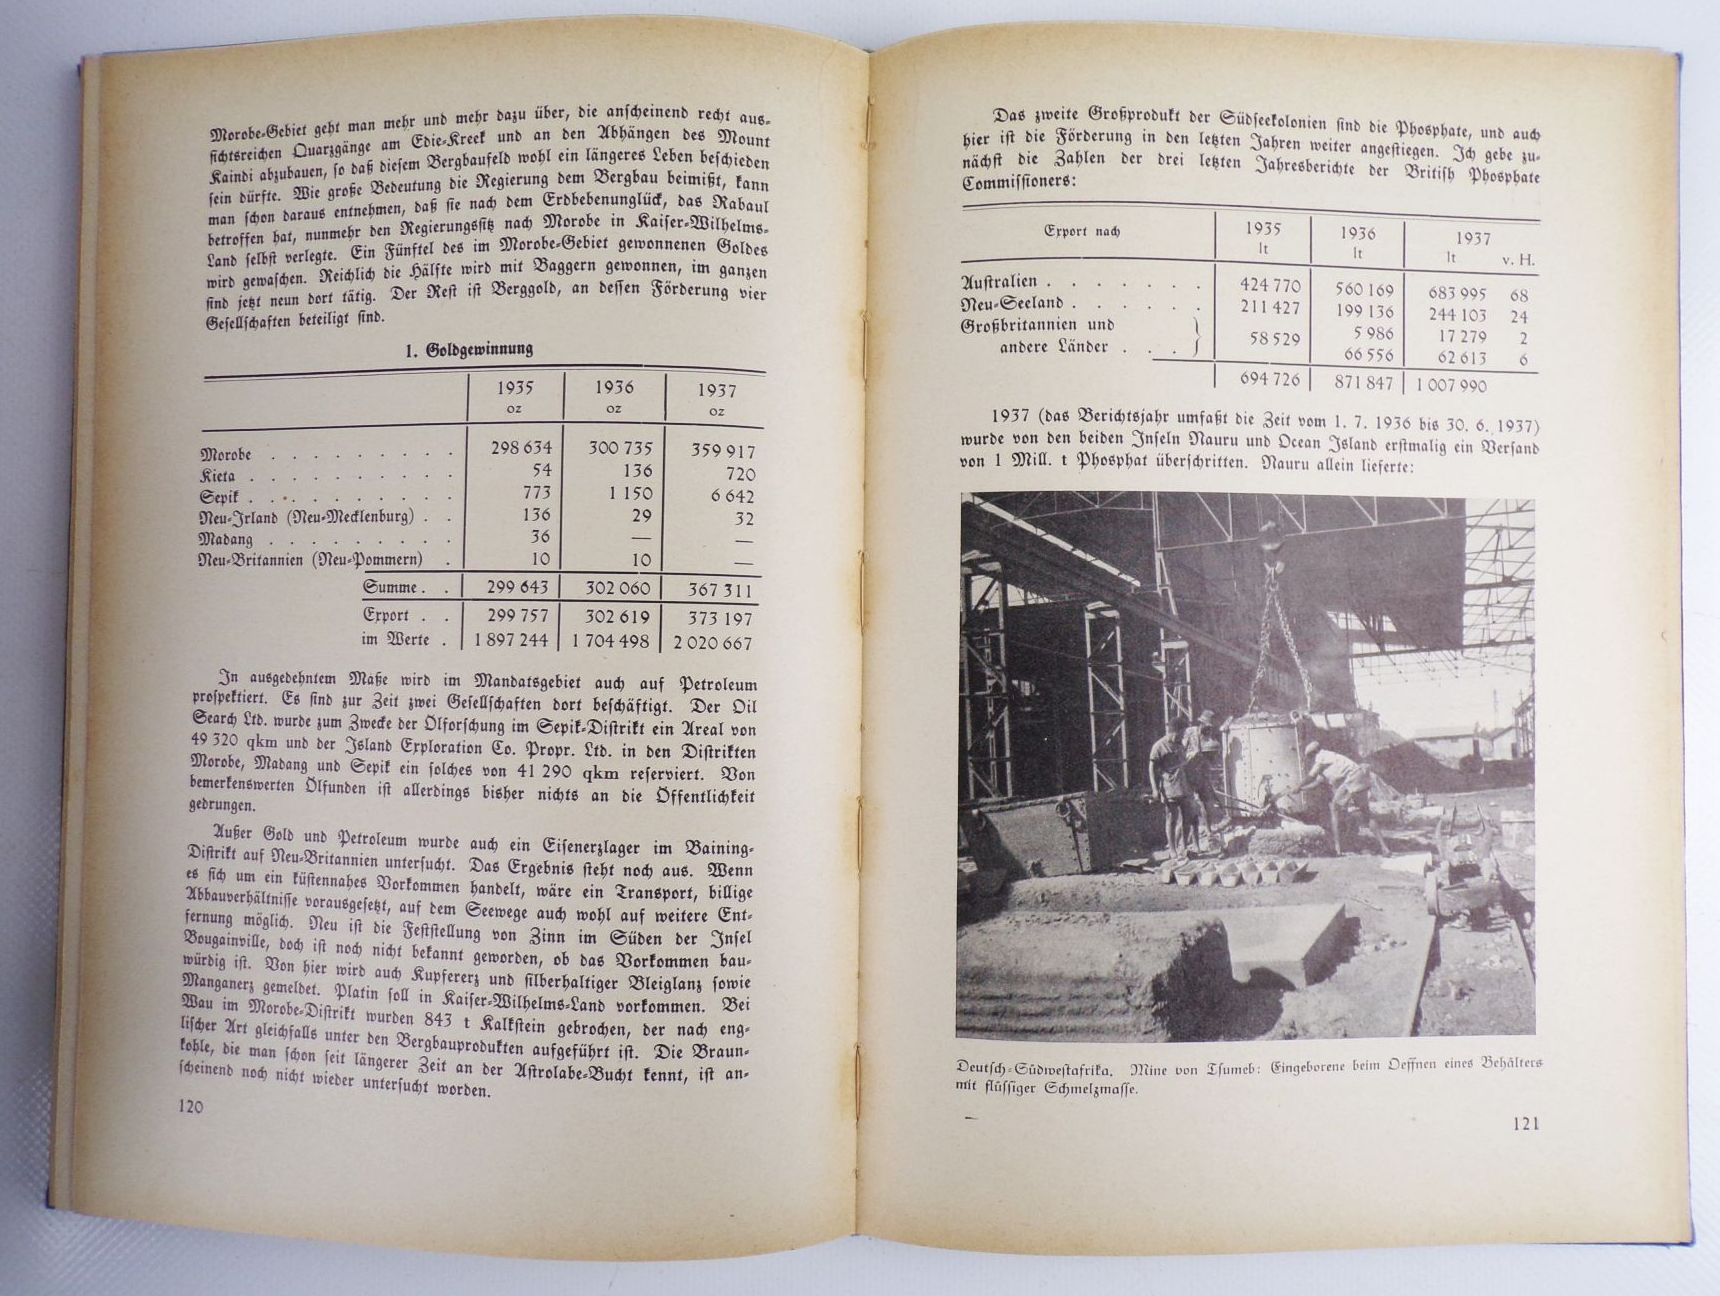 Morobe-Gebiet geht man mehr und mehr dazu über, die anscheinend recht aus-
sichtsreichen Quarzgänge am Edie-Kreek und an den Abhängen des Mount
Kaindi abzubauen, so daß diesem Bergbaufeld wohl ein längeres Leben beschieden
sein dürfte. Wie große Bedeutung die Regierung dem Bergbau beimißt, kann
man schon daraus entnehmen, daß sie nach dem Erdbebenunglück, das Rabaul
betroffen hat, nunmehr den Regierungssitz nach Morobe in Kaiser-Wilhelms-
Land selbst verlegte. Ein Fünftel des im Morobe-Gebiet gewonnenen Goldes
wird gewaschen. Reichlich die Hälfte wird mit Baggern gewonnen, im ganzen
sind jetzt neun dort tätig. Der Rest ist Berggold, an dessen Förderung vier
Gesellschaften beteiligt sind.
1. Goldgewinnung
1935 1936 1937
oz oz oz
Morobe . . . . . . . . . 298 634 300 735 359 917
Kieta . . . . . . . . . . 54 136 720
Sepik . . . . . . . . . . 773 1 150 6 642
Neu-Irland (Neu-Mecklenburg) . . 136 29 32
Madang . . . . . . . . . 36 — —
Neu-Britannien (Neu-Pommern) . 10 10 —
Summe . . 299 643 302 060 367 311
Export . . 299 757 302 619 373 197
im Werte . 1 897 244 1 704 498 2 020 667
In ausgedehntem Maße wird im Mandatsgebiet auch auf Petroleum
prospektiert. Es sind zur Zeit zwei Gesellschaften dort beschäftigt. Der Oil
Search Ltd. wurde zum Zwecke der Ölforschung im Sepik-Distrikt ein Areal von
49 320 qkm und der Island Exploration Co. Propr. Ltd. in den Distrikten
Morobe, Madang und Sepik ein solches von 41 290 qkm reserviert. Von
bemerkenswerten Ölfunden ist allerdings bisher nichts an die Öffentlichkeit
gedrungen.
Außer Gold und Petroleum wurde auch ein Eisenerzlager im Baining-
Distrikt auf Neu-Britannien untersucht. Das Ergebnis steht noch aus. Wenn
es sich um ein küstennahes Vorkommen handelt, wäre ein Transport, billige
Abbauverhältnisse vorausgesetzt, auf dem Seewege auch wohl auf weitere Ent-
fernung möglich. Neu ist die Feststellung von Zinn im Süden der Insel
Bougainville, doch ist noch nicht bekannt geworden, ob das Vorkommen bau-
würdig ist. Von hier wird auch Kupfererz und silberhaltiger Bleiglanz sowie
Manganerz gemeldet. Platin soll in Kaiser-Wilhelms-Land vorkommen. Bei
Wau im Morobe-Distrikt wurden 843 t Kalkstein gebrochen, der nach eng-
lischer Art gleichfalls unter den Bergbauprodukten aufgeführt ist. Die Braun-
kohle, die man schon seit längerer Zeit an der Astrolabe-Bucht kennt, ist an-
scheinend noch nicht wieder untersucht worden.
120
Das zweite Großprodukt der Südseekolonien sind die Phosphate, und auch
hier ist die Förderung in den letzten Jahren weiter angestiegen. Ich gebe zu-
nächst die Zahlen der drei letzten Jahresberichte der British Phosphate
Commissioners:
Export nach 1935 1936 1937
lt lt lt v. H.
Australien . . . . . . . 424 770 560 169 683 995 68
Neu-Seeland . . . . . . 211 427 199 136 244 103 24
Großbritannien und 5 986 17 279 2
andere Länder . . . } 58 529 66 556 62 613 6
694 726 871 847 1 007 990
1937 (das Berichtsjahr umfaßt die Zeit vom 1. 7. 1936 bis 30. 6. 1937)
wurde von den beiden Inseln Nauru und Ocean Island erstmalig ein Versand
von 1 Mill. t Phosphat überschritten. Nauru allein lieferte:
Deutsch-Südwestafrika. Mine von Tsumeb: Eingeborene beim Oeffnen eines Behälters
mit flüssiger Schmelzmasse.
121